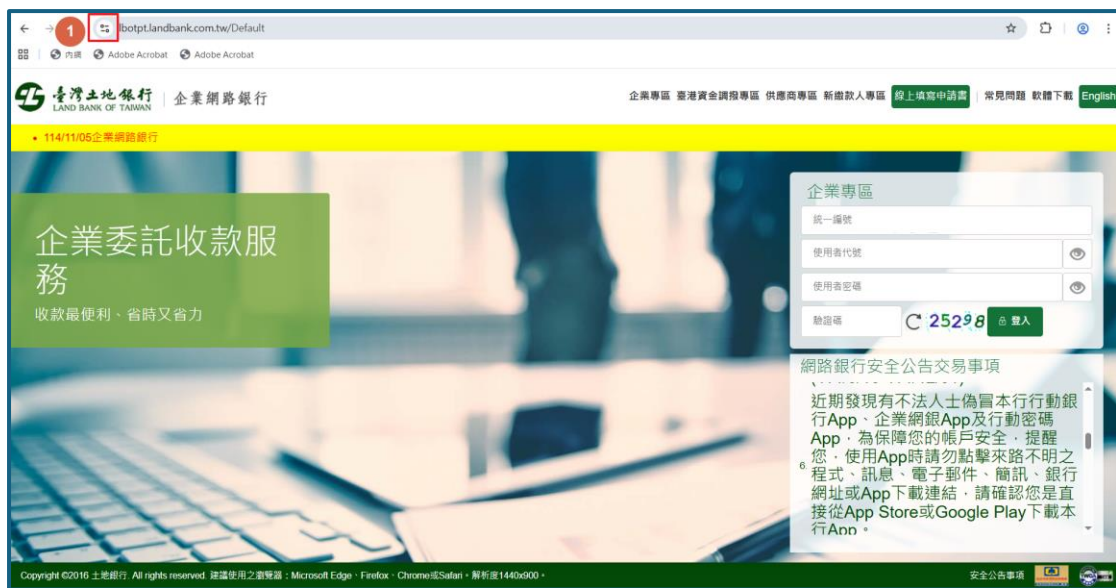 1
lbotpt.landbank.com.tw/Default
內網 Adobe Acrobat Adobe Acrobat
臺灣土地銀行
LAND BANK OF TAIWAN
企業網路銀行
企業專區 臺港資金調撥專區 供應商專區 新繳款人專區 線上填寫申請書 常見問題 軟體下載 English
• 114/11/05企業網路銀行
企業委託收款服
務
收款最便利、省時又省力
企業專區
統一編號
使用者代號
使用者密碼
驗證碼 25298 登入
網路銀行安全公告交易事項
6. 近期發現有不法人士偽冒本行行動銀
行App、企業網銀App及行動密碼
App,為保障您的帳戶安全,提醒
您,使用App時請勿點擊來路不明之
程式、訊息、電子郵件、簡訊、銀行
網址或App下載連結,請確認您是直
接從App Store或Google Play下載本
行App。
Copyright ©2016 土地銀行. All rights reserved. 建議使用之瀏覽器:Microsoft Edge、Firefox、Chrome或Safari,解析度1440x900。
安全公告事項